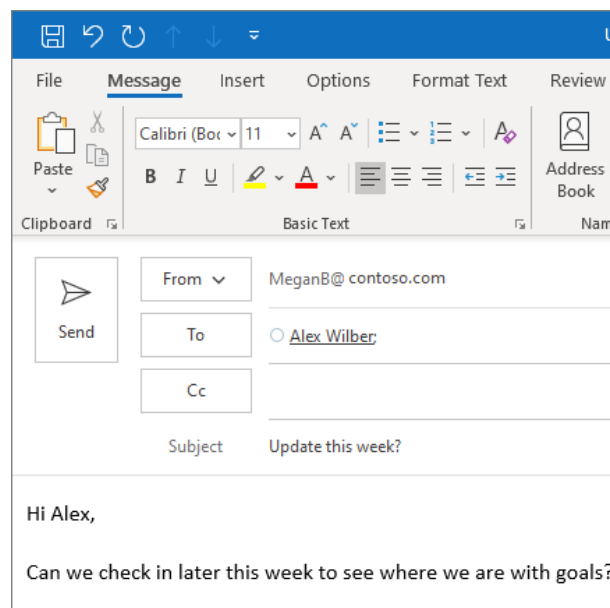 File Message Insert Options Format Text Review
Calibri (Boc 11
Paste
B I U A
Address
Book
Clipboard Basic Text Nam
From MeganB@ contoso.com
Send
To Alex Wilber;
Cc
Subject Update this week?
Hi Alex,
Can we check in later this week to see where we are with goals?